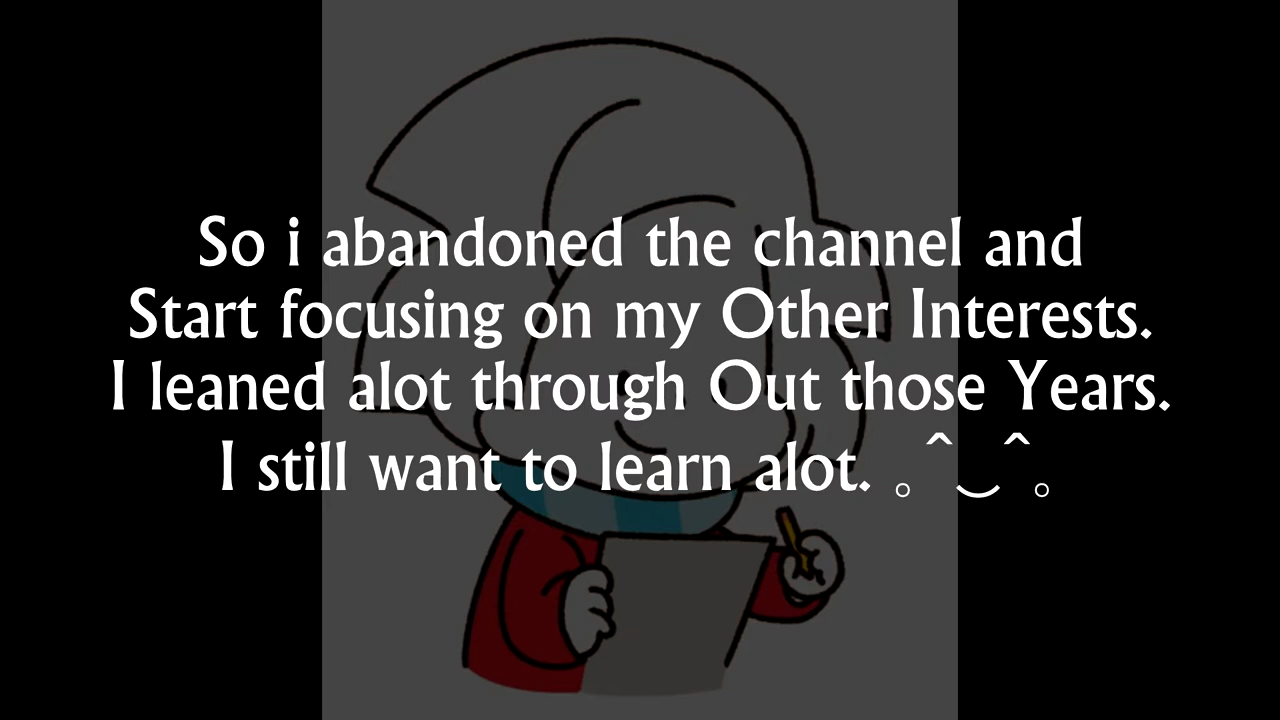 So i abandoned the channel and
Start focusing on my Other Interests.
I leaned alot through Out those Years.
I still want to learn alot. 。^‿^。